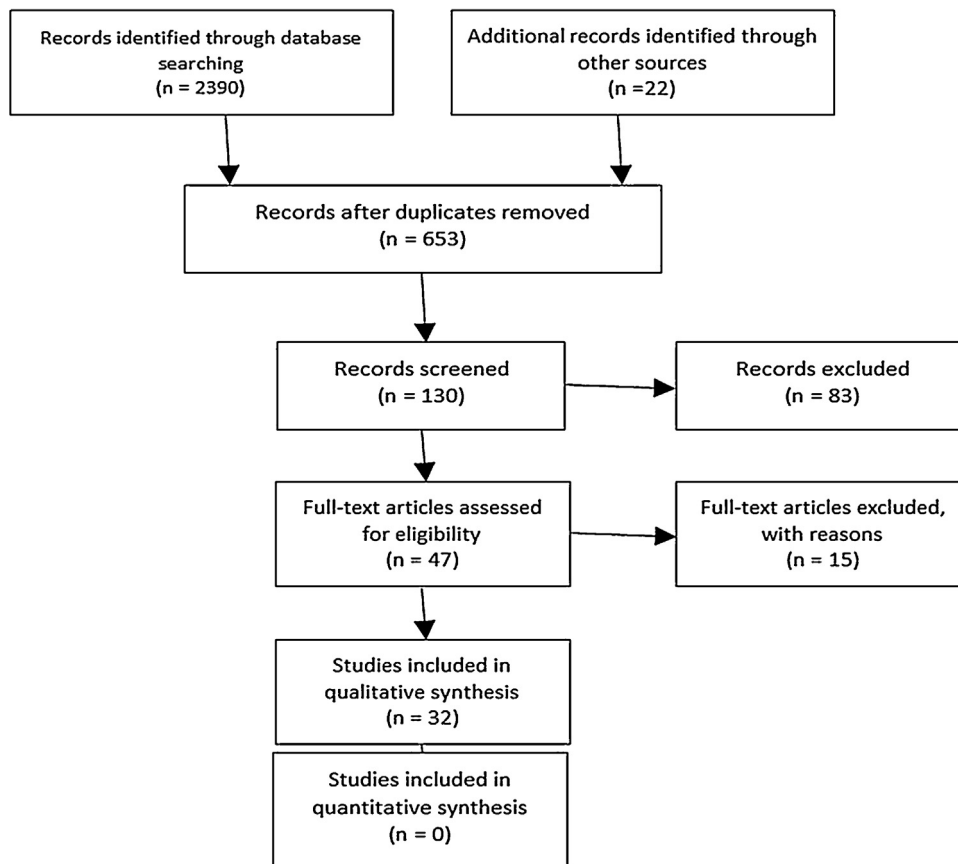 Records identified through database
searching
(n = 2390)
Additional records identified through
other sources
(n =22)
Records after duplicates removed
(n = 653)
Records screened
(n = 130)
Records excluded
(n = 83)
Full-text articles assessed
for eligibility
(n = 47)
Full-text articles excluded,
with reasons
(n = 15)
Studies included in
qualitative synthesis
(n = 32)
Studies included in
quantitative synthesis
(n = 0)